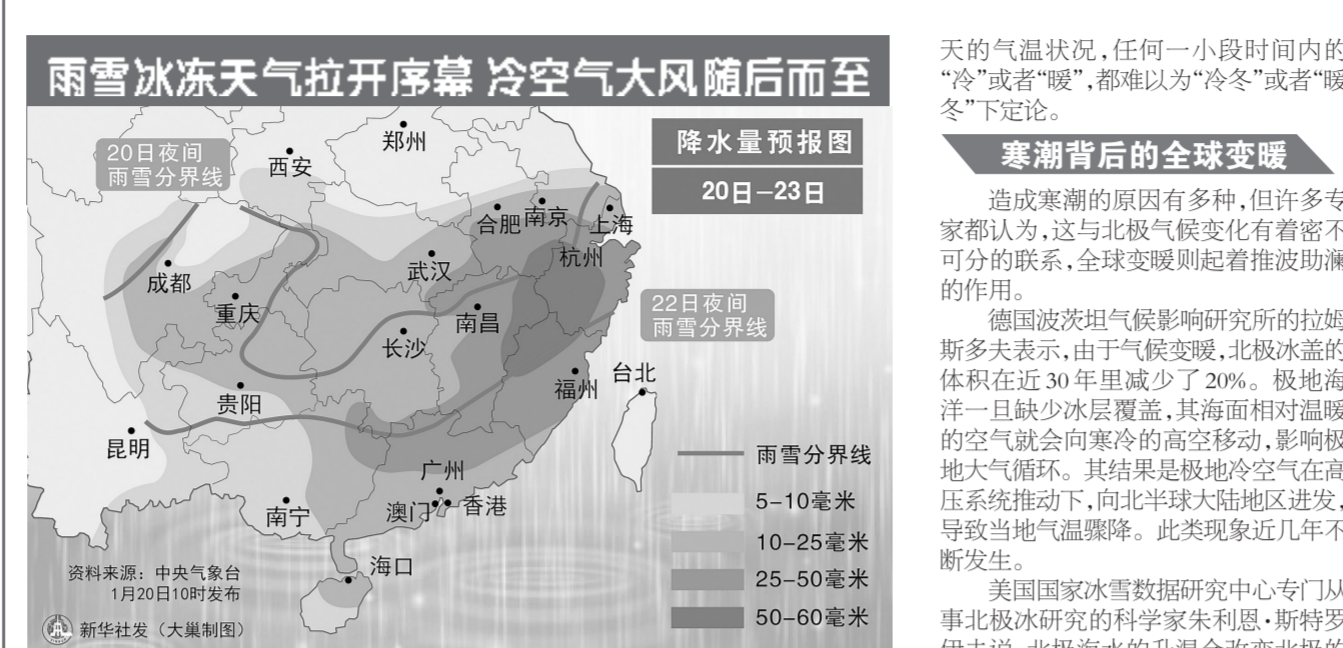 雨雪冰冻天气拉开序幕 冷空气大风随后而至
降水量预报图
20日—23日
20日夜间
雨雪分界线
郑州
西安
合肥
南京
上海
杭州
成都
武汉
重庆
南昌
长沙
22日夜间
雨雪分界线
福州
台北
贵阳
昆明
广州
南宁
澳门
香港
海口
雨雪分界线
5-10毫米
10-25毫米
25-50毫米
50-60毫米
资料来源：中央气象台
1月20日10时发布
新华社发（大巢制图）
天的气温状况，任何一小段时间内的
“冷”或者“暖”，都难以为“冷冬”或者“暖
冬”下定论。
寒潮背后的全球变暖
造成寒潮的原因有多种，但许多专
家都认为，这与北极气候变化有着密不
可分的联系，全球变暖则起着推波助澜
的作用。
德国波茨坦气候影响研究所的拉姆
斯多夫表示，由于气候变暖，北极冰盖的
体积在近30年里减少了20%。极地海
洋一旦缺少冰层覆盖，其海面相对温暖
的空气就会向寒冷的高空移动，影响极
地大气循环。其结果是极地冷空气在高
压系统推动下，向北半球大陆地区进发，
导致当地气温骤降。此类现象近几年不
断发生。
美国国家冰雪数据研究中心专门从
事北极冰研究的科学家朱利恩·斯特罗